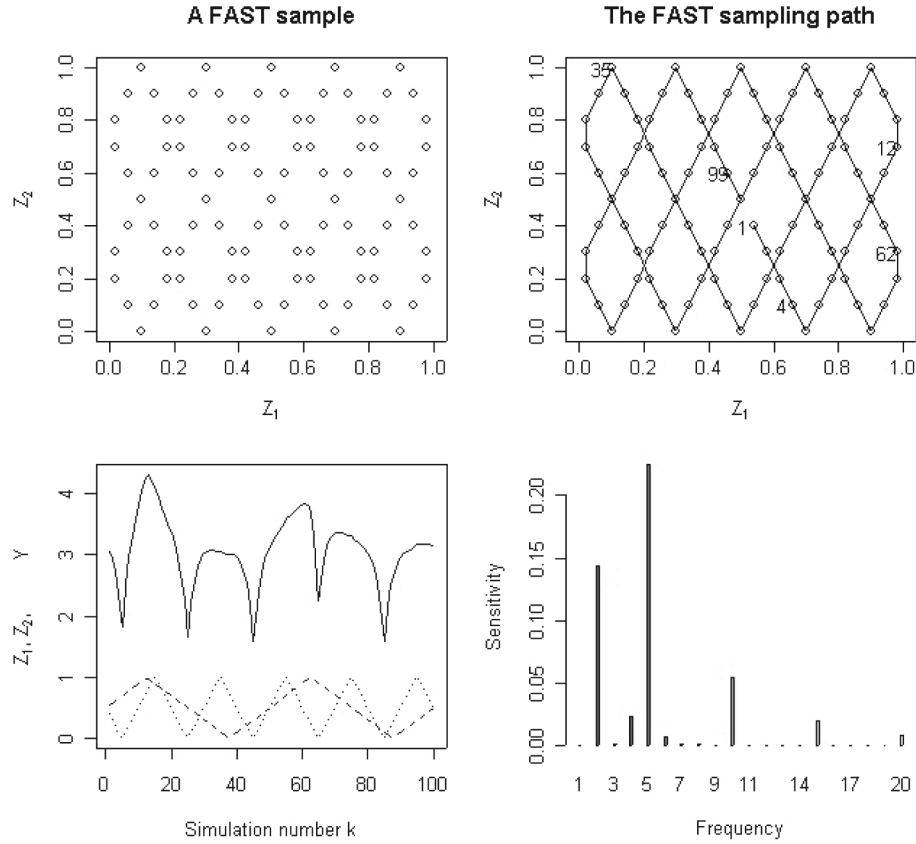 A FAST sample
1.0
0.8
0.6
0.4
0.2
0.0
Z2
0.0 0.2 0.4 0.6 0.8 1.0
Z1
The FAST sampling path
1.0
0.8
0.6
0.4
0.2
0.0
Z2
35
12
99
1
62
4
0.0 0.2 0.4 0.6 0.8 1.0
Z1
4
3
2
1
0
Z1, Z2, Y
0 20 40 60 80 100
Simulation number k
0.20
0.15
0.10
0.05
0.00
Sensitivity
1 3 5 7 9 11 14 17 20
Frequency